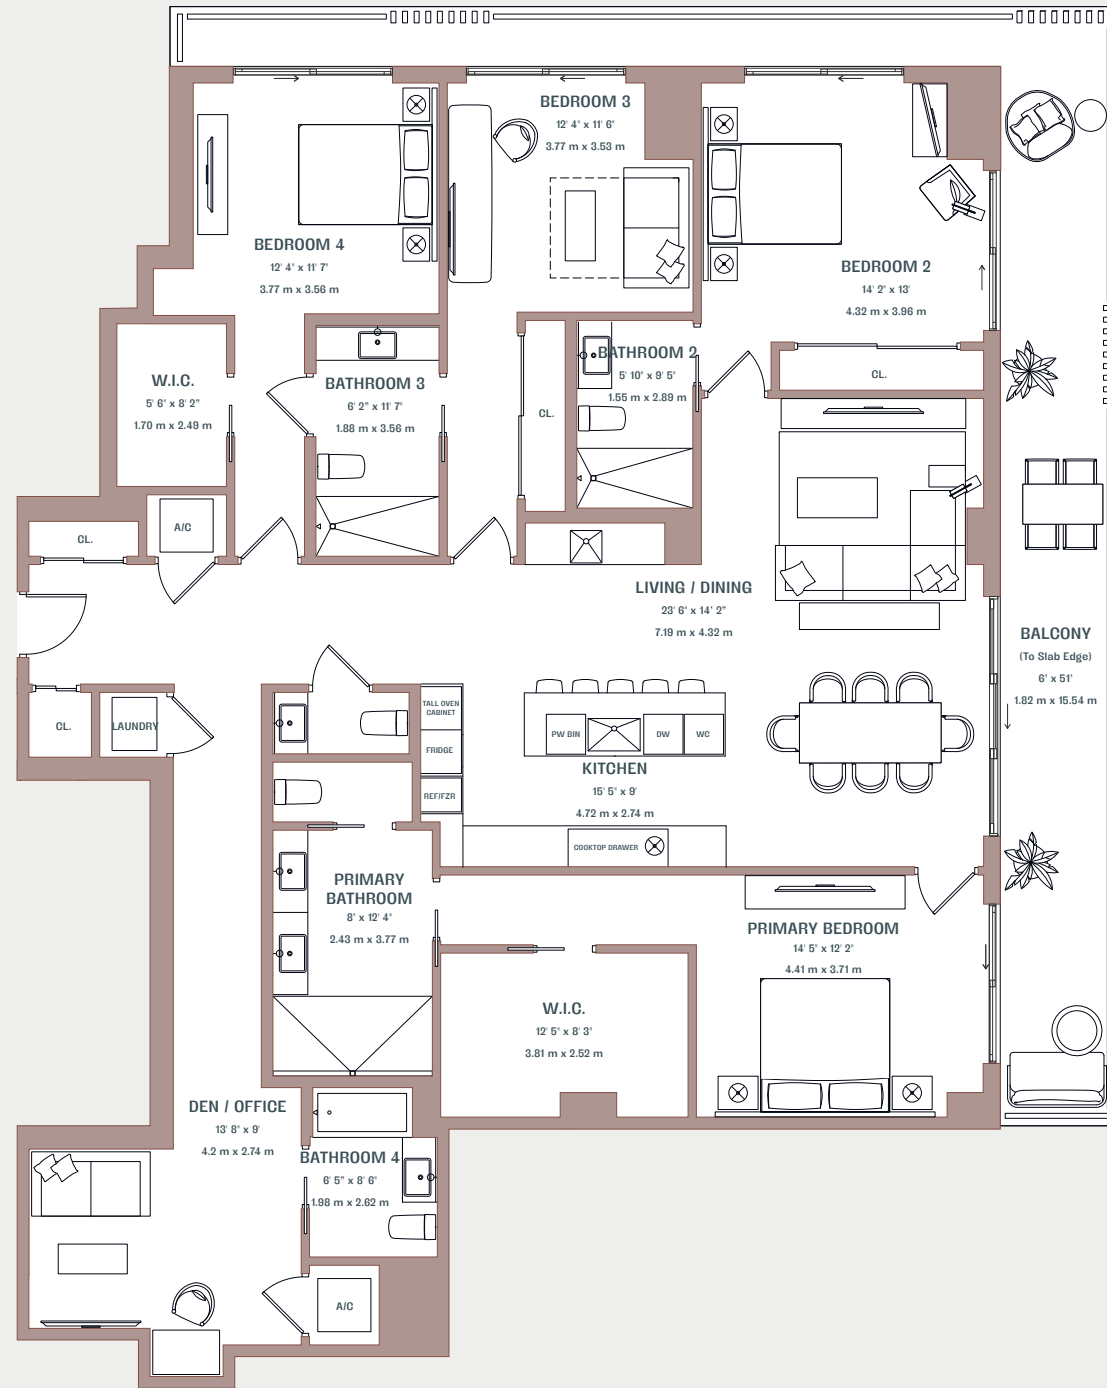 BEDROOM 3
12' 4" x 11' 6"
3.77 m x 3.53 m
BEDROOM 4
12' 4" x 11' 7"
3.77 m x 3.56 m
BEDROOM 2
14' 2" x 13'
4.32 m x 3.96 m
W.I.C.
5' 6" x 8' 2"
1.70 m x 2.49 m
BATHROOM 3
6' 2" x 11' 7"
1.88 m x 3.56 m
BATHROOM 2
5' 10" x 9' 5"
1.55 m x 2.89 m
CL.
CL.
A/C
CL.
LIVING / DINING
23' 6" x 14' 2"
7.19 m x 4.32 m
BALCONY
(To Slab Edge)
6' x 51'
1.82 m x 15.54 m
CL.
LAUNDRY
TALL OVEN
CABINET
FRIDGE
REF/FZR
PW BIN
DW
WC
KITCHEN
15' 5" x 9'
4.72 m x 2.74 m
COOKTOP DRAWER
PRIMARY
BATHROOM
8' x 12' 4"
2.43 m x 3.77 m
PRIMARY BEDROOM
14' 5" x 12' 2"
4.41 m x 3.71 m
W.I.C.
12' 5" x 8' 3"
3.81 m x 2.52 m
DEN / OFFICE
13' 8" x 9'
4.2 m x 2.74 m
BATHROOM 4
6' 5" x 8' 6"
1.98 m x 2.62 m
A/C